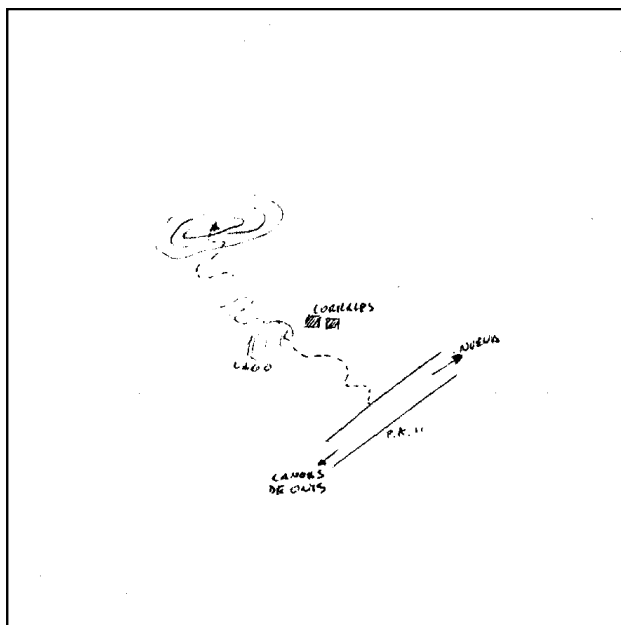 CORRALES
LAGO
NUEVA
P.K. 11
CANGAS
DE ONIS